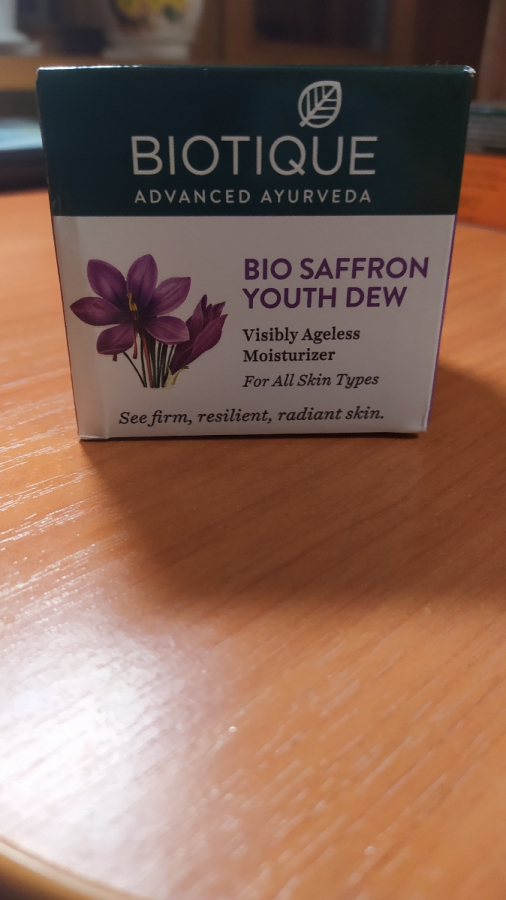 BIOTIQUE
ADVANCED AYURVEDA
BIO SAFFRON
YOUTH DEW
Visibly Ageless
Moisturizer
For All Skin Types
See firm, resilient, radiant skin.